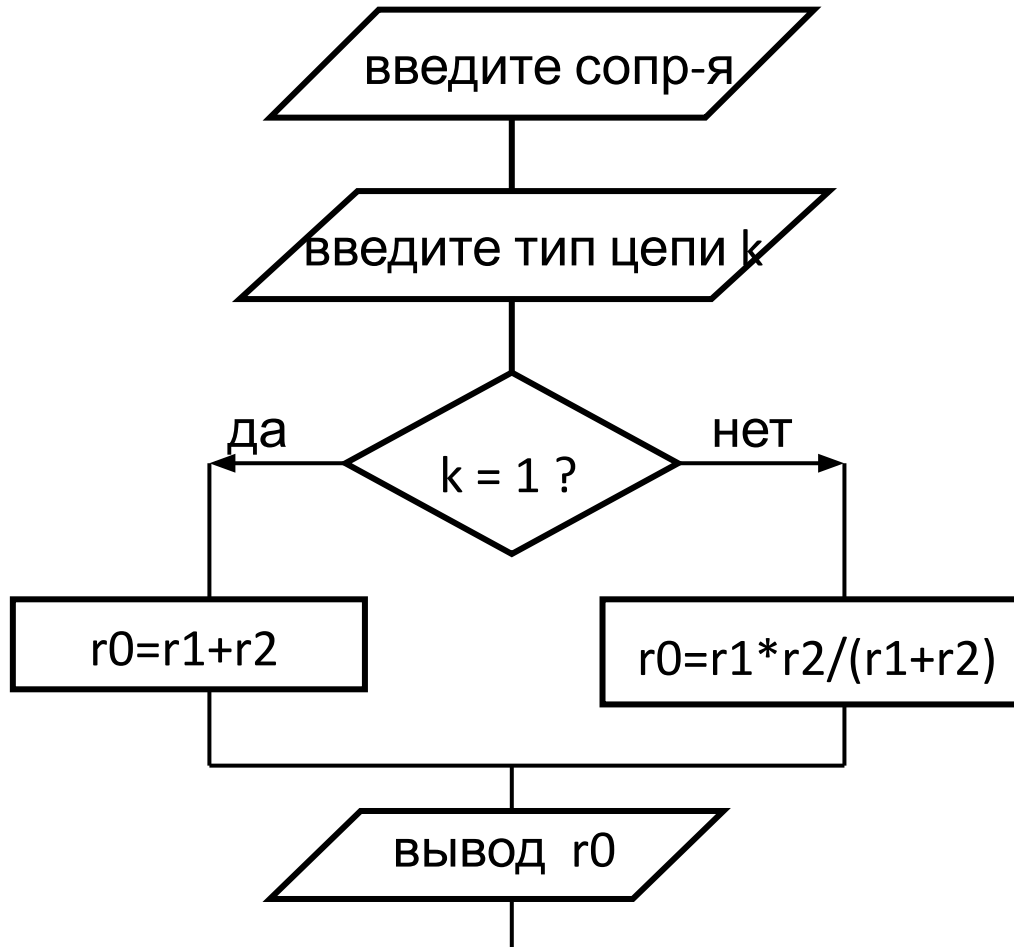 введите сопр-я
введите тип цепи k
да
нет
k = 1 ?
r0=r1+r2
r0=r1*r2/(r1+r2)
вывод r0